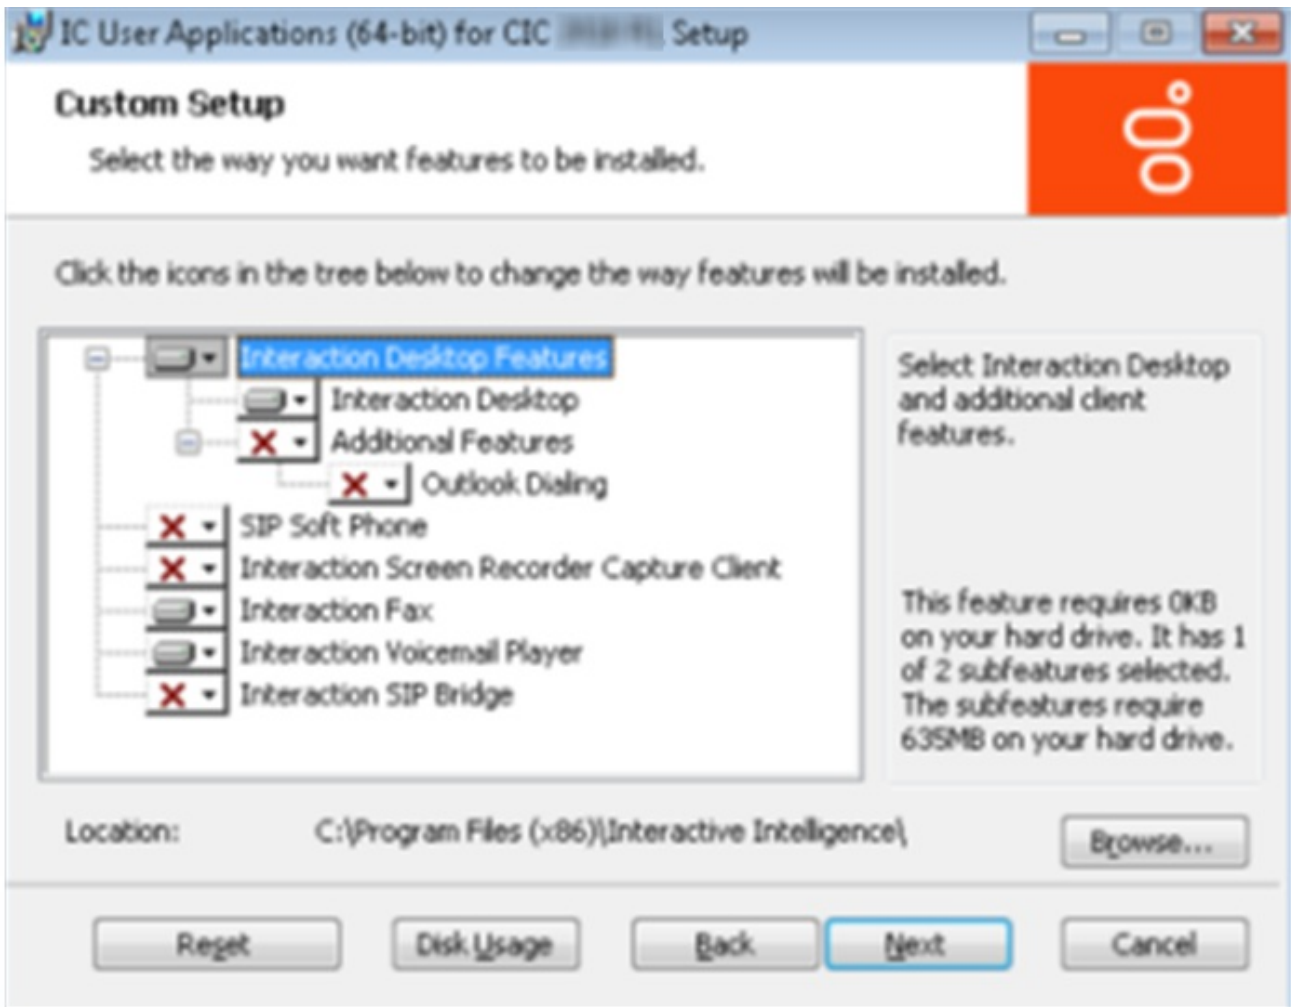 IC User Applications (64-bit) for CIC Setup
Custom Setup
Select the way you want features to be installed.
Click the icons in the tree below to change the way features will be installed.
Interaction Desktop Features
Interaction Desktop
Additional Features
Outlook Dialing
SIP Soft Phone
Interaction Screen Recorder Capture Client
Interaction Fax
Interaction Voicemail Player
Interaction SIP Bridge
Select Interaction Desktop
and additional client
features.
This feature requires 0KB
on your hard drive. It has 1
of 2 subfeatures selected.
The subfeatures require
635MB on your hard drive.
Location: C:\Program Files (x86)\Interactive Intelligence\
Browse...
Reset Disk Usage Back Next Cancel